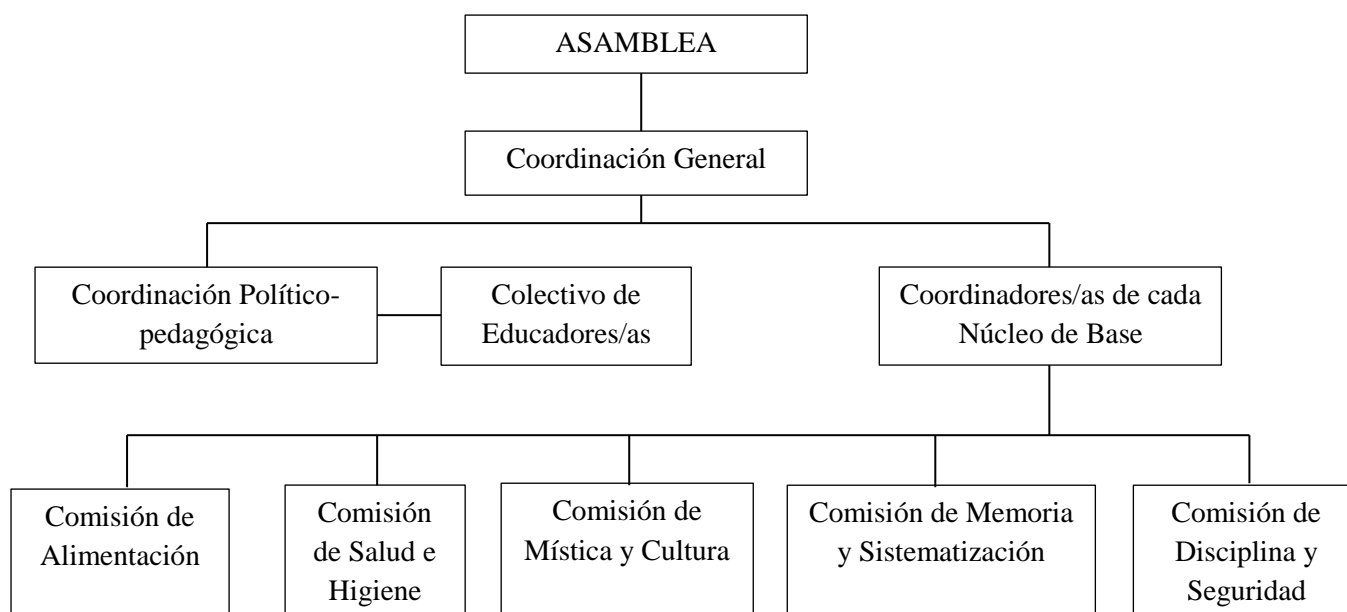 ASAMBLEA
Coordinación General
Coordinación Político-
pedagógica
Colectivo de
Educadores/as
Coordinadores/as de cada
Núcleo de Base
Comisión de
Alimentación
Comisión
de Salud e
Higiene
Comisión de
Mística y Cultura
Comisión de Memoria
y Sistematización
Comisión de
Disciplina y
Seguridad